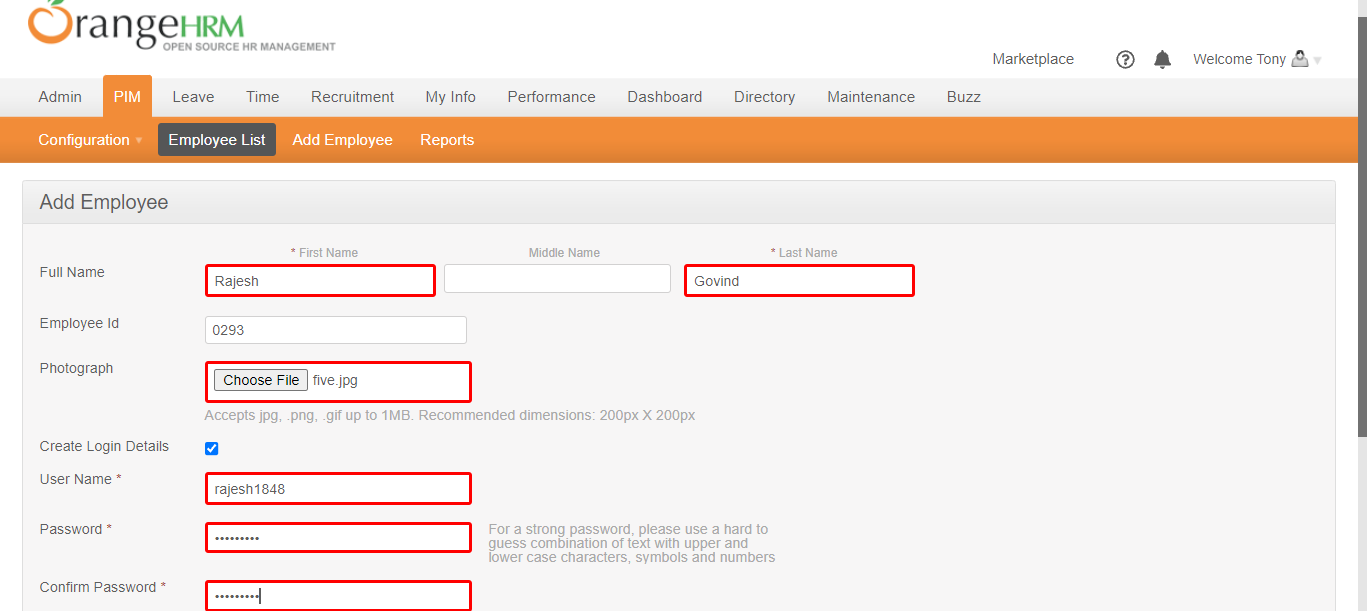 OrangeHRM
OPEN SOURCE HR MANAGEMENT
Marketplace ? Welcome Tony
Admin PIM Leave Time Recruitment My Info Performance Dashboard Directory Maintenance Buzz
Configuration Employee List Add Employee Reports
Add Employee
* First Name Middle Name * Last Name
Full Name Rajesh Govind
Employee Id 0293
Photograph Choose File five.jpg
Accepts jpg, .png, .gif up to 1MB. Recommended dimensions: 200px X 200px
Create Login Details
User Name * rajesh1848
Password * ••••••••• For a strong password, please use a hard to
guess combination of text with upper and
lower case characters, symbols and numbers
Confirm Password * •••••••••